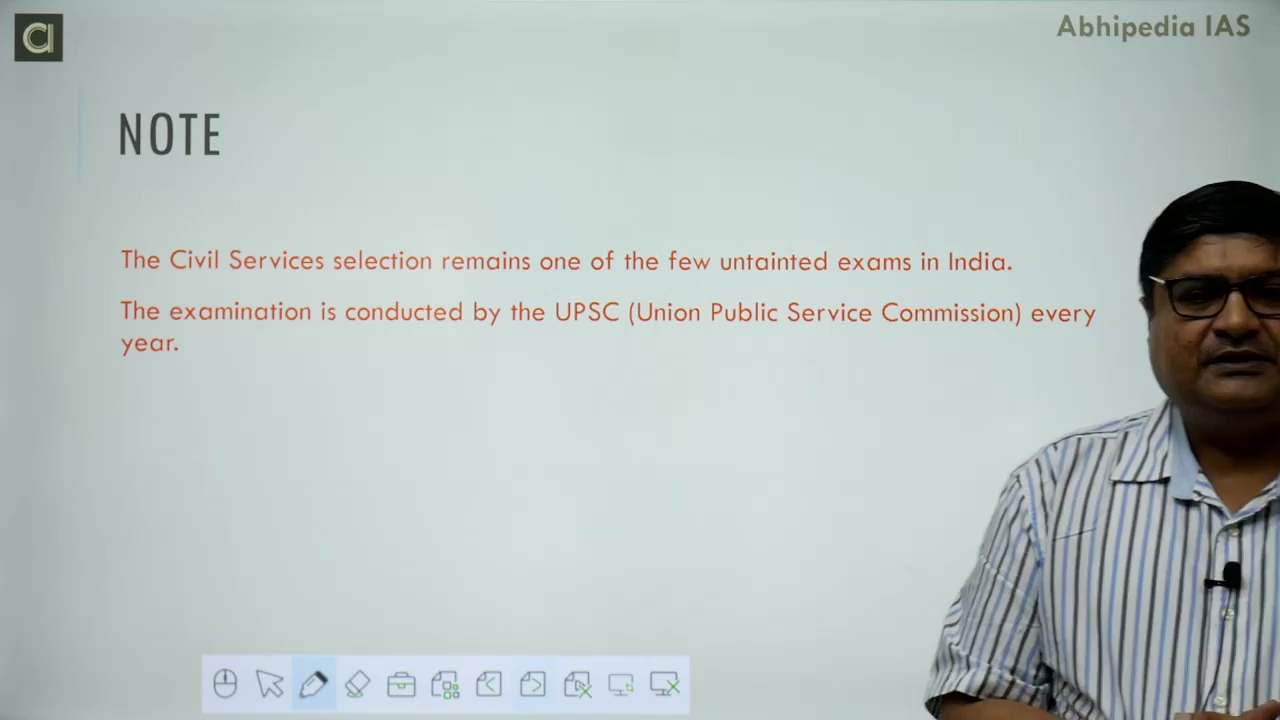 Abhipedia IAS
NOTE
The Civil Services selection remains one of the few untainted exams in India.
The examination is conducted by the UPSC (Union Public Service Commission) every
year.